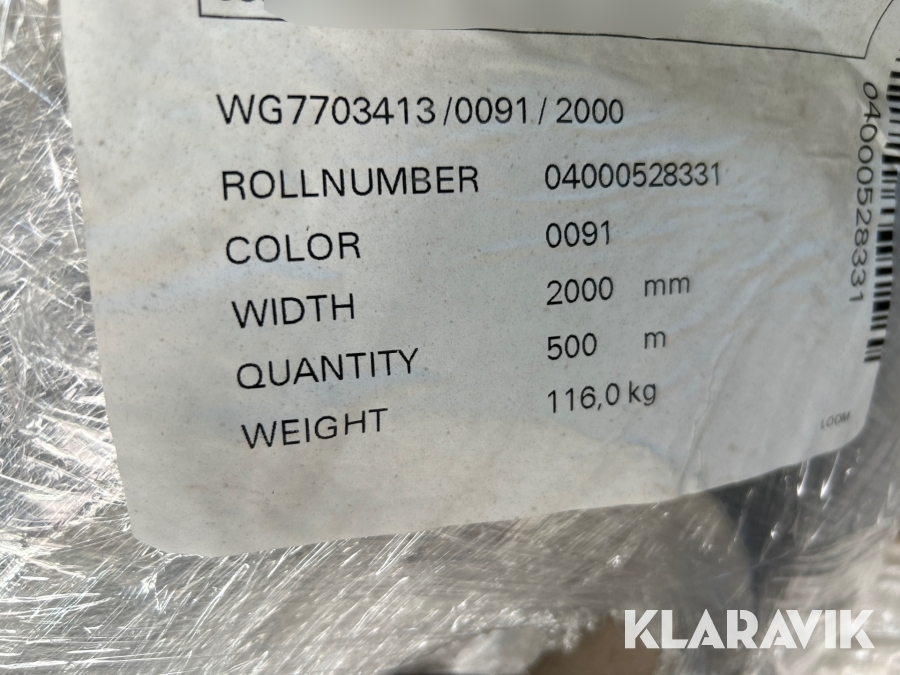 WG7703413/0091/2000
ROLLNUMBER 04000528331
COLOR 0091
WIDTH 2000 mm
QUANTITY 500 m
WEIGHT 116,0 kg
04000528331
LOOM
KLARAVIK